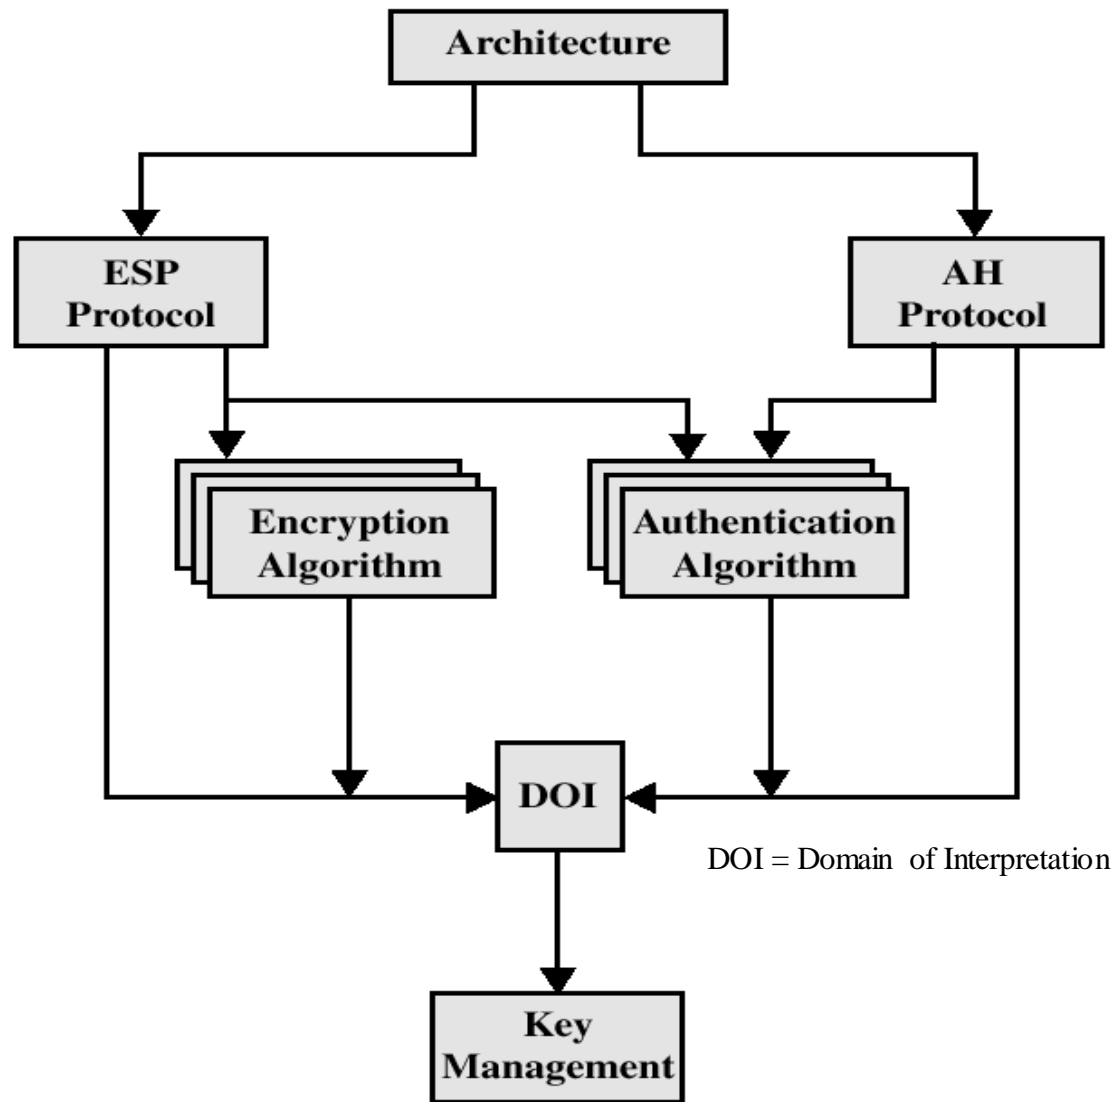 Architecture
ESP
Protocol
AH
Protocol
Encryption
Algorithm
Authentication
Algorithm
DOI
DOI = Domain of Interpretation
Key
Management